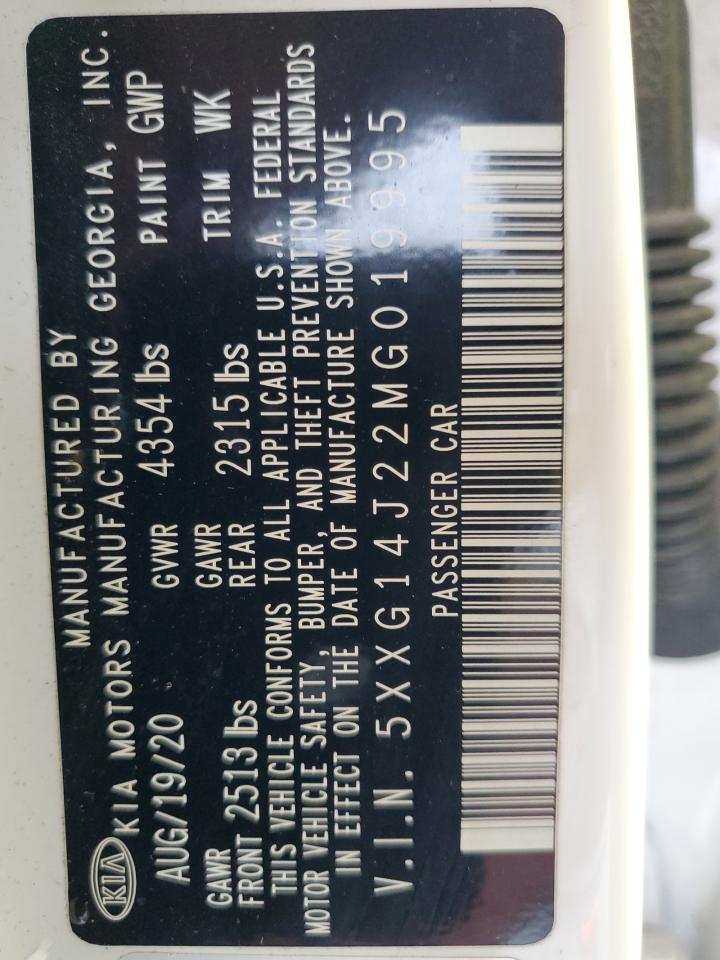 KIA
MANUFACTURED BY
KIA MOTORS MANUFACTURING GEORGIA, INC.
AUG/19/20 GVWR 4354 lbs PAINT GWP
GAWR FRONT 2513 lbs GAWR REAR 2315 lbs TRIM WK
THIS VEHICLE CONFORMS TO ALL APPLICABLE U.S.A. FEDERAL
MOTOR VEHICLE SAFETY, BUMPER, AND THEFT PREVENTION STANDARDS
IN EFFECT ON THE DATE OF MANUFACTURE SHOWN ABOVE.
V.I.N. 5XXG14J22MG019995
PASSENGER CAR